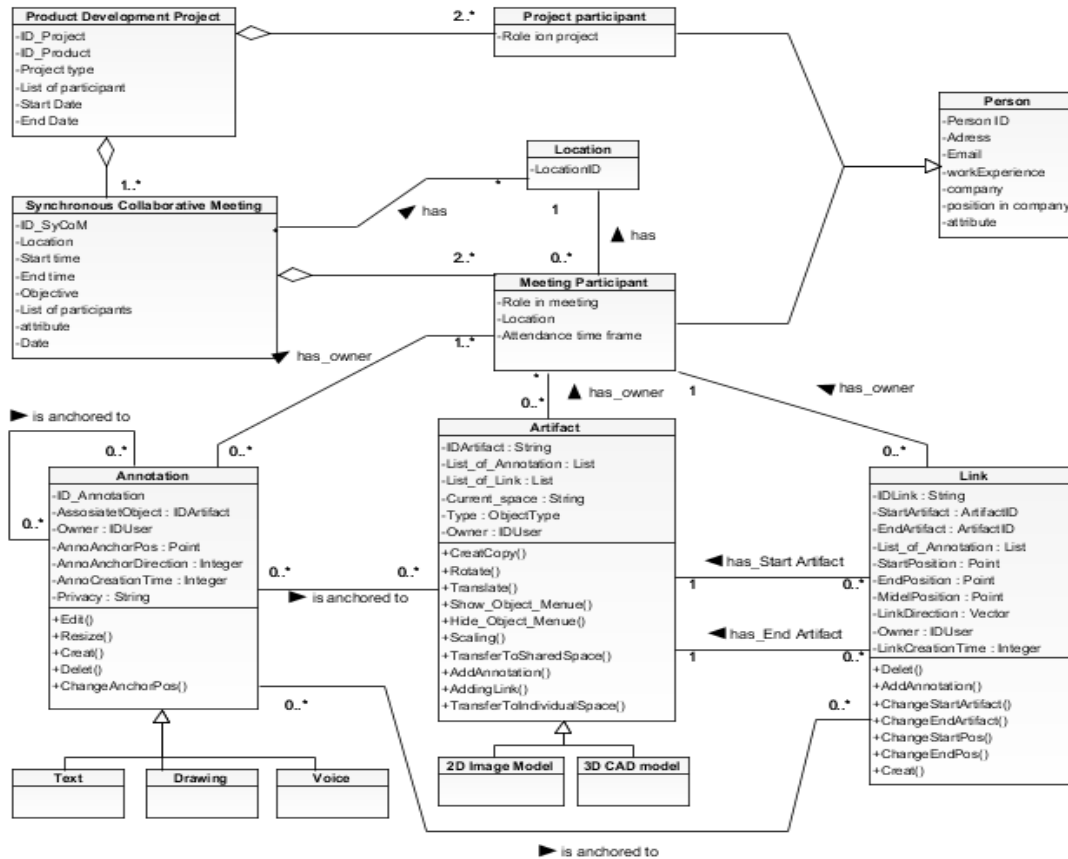 Product Development Project
-ID_Project
-ID_Product
-Project type
-List of participant
-Start Date
-End Date
2..*
Project participant
-Role ion project
Person
-Person ID
-Adress
-Email
-workExperience
-company
-position in company
-attribute
1..*
Location
-LocationID
*
has
1
has
0..*
Synchronous Collaborative Meeting
-ID_SyCoM
-Location
-Start time
-End time
-Objective
-List of participants
-attribute
-Date
*
2..*
Meeting Participant
-Role in meeting
-Location
-Attendance time frame
1..*
has_owner
*
has_owner
0..*
1
has_owner
0..*
is anchored to
0..*
0..*
0..*
Annotation
-ID_Annotation
-AssosiatetObject : IDArtifact
-Owner : IDUser
-AnnoAnchorPos : Point
-AnnoAnchorDirection : Integer
-AnnoCreationTime : Integer
-Privacy : String
+Edit()
+Resize()
+Creat()
+Delet()
+ChangeAnchorPos()
0..*
0..*
is anchored to
Artifact
-IDArtifact : String
-List_of_Annotation : List
-List_of_Link : List
-Current_space : String
-Type : ObjectType
-Owner : IDUser
+CreatCopy()
+Rotate()
+Translate()
+Show_Object_Menue()
+Hide_Object_Menue()
+Scaling()
+TransferToSharedSpace()
+AddAnnotation()
+AddingLink()
+TransferToIndividualSpace()
has_Start Artifact
1
0..*
has_End Artifact
1
0..*
Link
-IDLink : String
-StartArtifact : ArtifactID
-EndArtifact : ArtifactID
-List_of_Annotation : List
-StartPosition : Point
-EndPosition : Point
-MidelPosition : Point
-LinkDirection : Vector
-Owner : IDUser
-LinkCreationTime : Integer
+Delet()
+AddAnnotation()
+ChangeStartArtifact()
+ChangeEndArtifact()
+ChangeStartPos()
+ChangeEndPos()
+Creat()
0..*
0..*
Text
Drawing
Voice
2D Image Model
3D CAD model
is anchored to